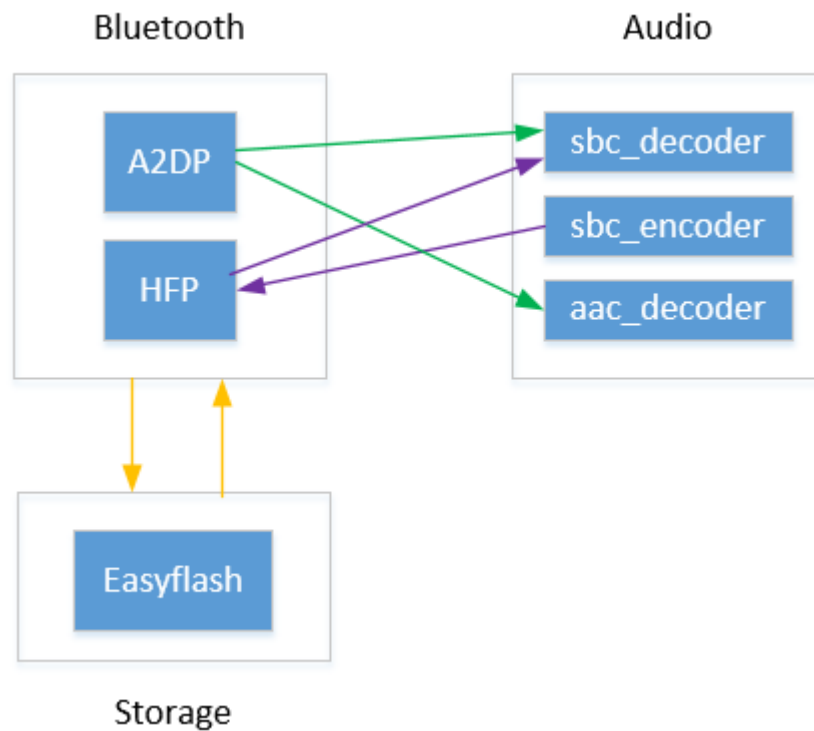 Bluetooth
Audio
A2DP
HFP
sbc_decoder
sbc_encoder
aac_decoder
Easyflash
Storage